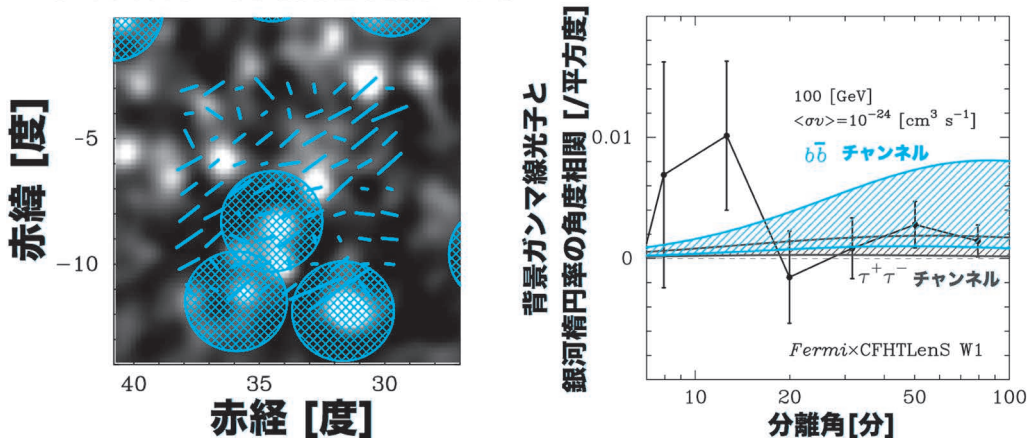 赤緯 [度]
-5
-10
40
35
30
赤経 [度]
背景ガンマ線光子と
銀河楕円率の角度相関 [/平方度]
0.01
0
100 [GeV]
<σv>=10⁻²⁴ [cm³ s⁻¹]
bb̄ チャンネル
τ⁺τ⁻ チャンネル
Fermi×CFHTLenS W1
10
20
50
100
分離角[分]